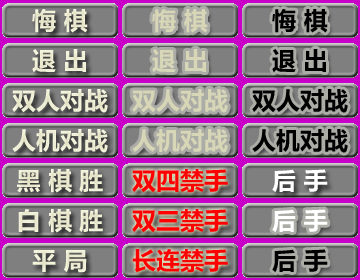 悔棋 悔棋 悔棋
退出 退出 退出
双人对战 双人对战 双人对战
人机对战 人机对战 人机对战
黑棋胜 双四禁手 后手
白棋胜 双三禁手 后手
平局 长连禁手 后手